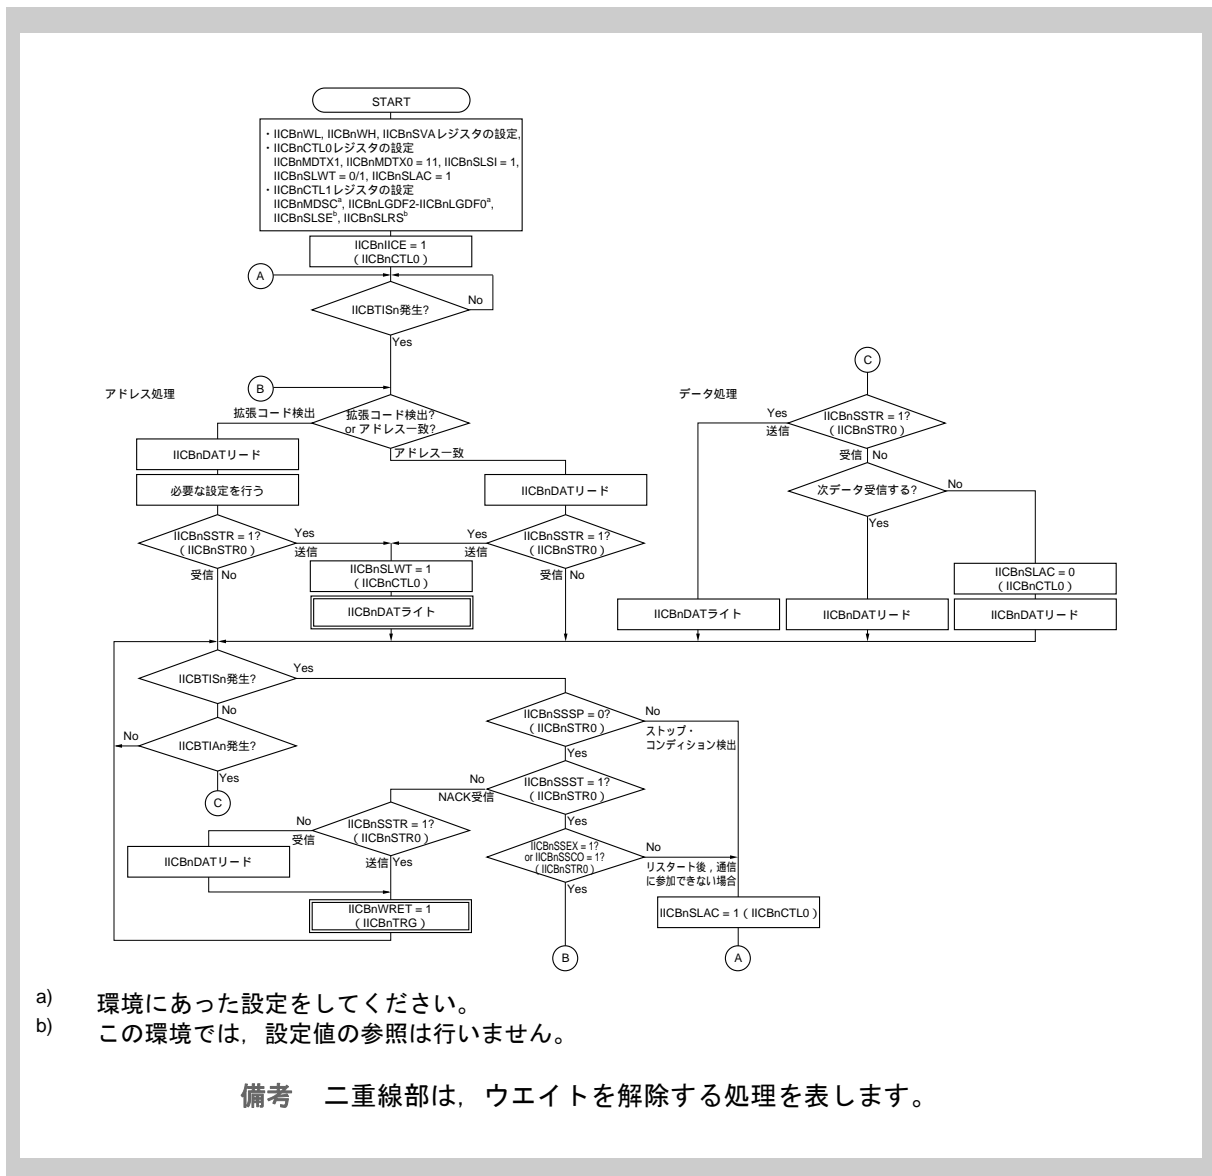 START
・IICBnWL, IICBnWH, IICBnSVAレジスタの設定,
・IICBnCTL0レジスタの設定
IICBnMDTX1, IICBnMDTX0 = 11, IICBnSLSI = 1,
IICBnSLWT = 0/1, IICBnSLAC = 1
・IICBnCTL1レジスタの設定
IICBnMDSCa, IICBnLGDF2-IICBnLGDF0a,
IICBnSLSEb, IICBnSLRSb
IICBnIICE = 1
(IICBnCTL0)
A
IICBTISn発生?
No
Yes
B
アドレス処理
拡張コード検出
拡張コード検出?
or アドレス一致?
アドレス一致
IICBnDATリード
必要な設定を行う
IICBnDATリード
IICBnSSTR = 1?
(IICBnSTR0)
Yes
送信
受信
No
IICBnSLWT = 1
(IICBnCTL0)
IICBnDATライト
Yes
送信
IICBnSSTR = 1?
(IICBnSTR0)
受信
No
C
データ処理
Yes
送信
IICBnSSTR = 1?
(IICBnSTR0)
受信
No
次データ受信する?
No
Yes
IICBnSLAC = 0
(IICBnCTL0)
IICBnDATライト
IICBnDATリード
IICBnDATリード
IICBTISn発生?
Yes
No
No
IICBTIAn発生?
Yes
C
IICBnSSSP = 0?
(IICBnSTR0)
No
ストップ・
コンディション検出
Yes
IICBnSSST = 1?
(IICBnSTR0)
No
NACK受信
Yes
IICBnSSTR = 1?
(IICBnSTR0)
No
受信
送信
Yes
IICBnDATリード
IICBnWRET = 1
(IICBnTRG)
IICBnSSEX = 1?
or IICBnSSCO = 1?
(IICBnSTR0)
No
リスタート後,通信
に参加できない場合
Yes
IICBnSLAC = 1(IICBnCTL0)
B
A
a) 環境にあった設定をしてください。
b) この環境では,設定値の参照は行いません。
備考 二重線部は,ウエイトを解除する処理を表します。